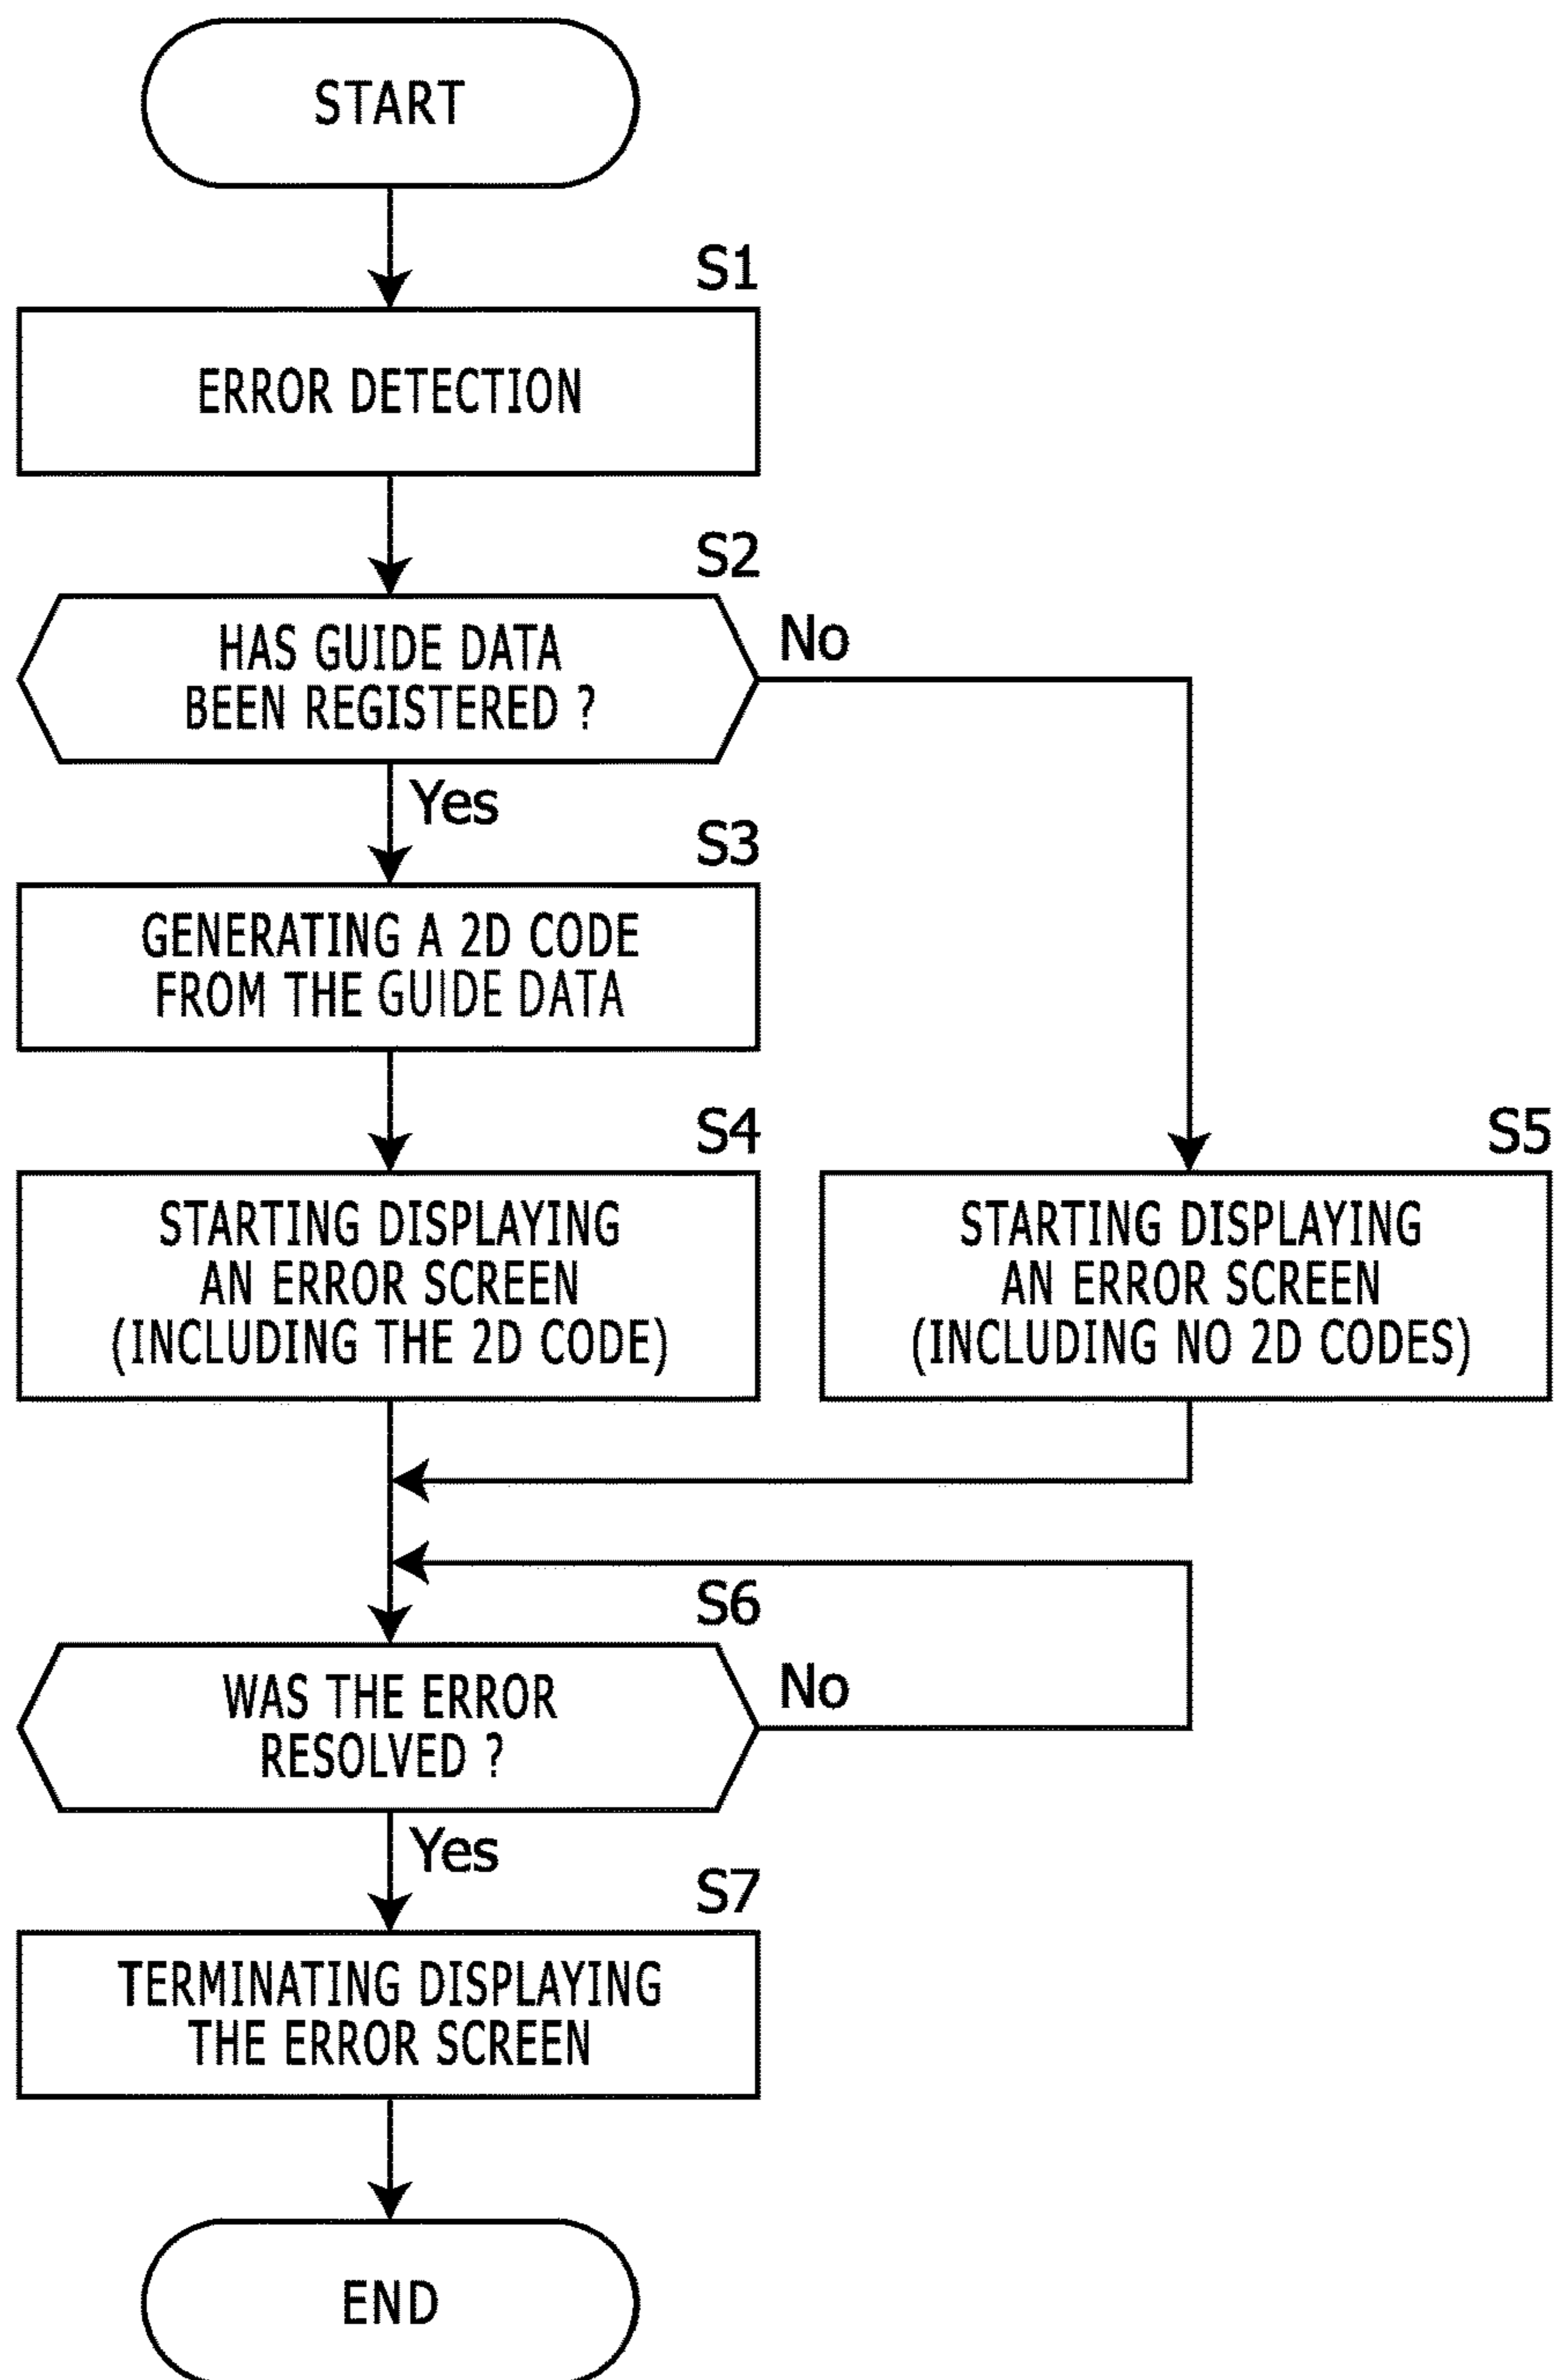 START
S1
ERROR DETECTION
S2
HAS GUIDE DATA
BEEN REGISTERED ?
No
Yes
S3
GENERATING A 2D CODE
FROM THE GUIDE DATA
S4
STARTING DISPLAYING
AN ERROR SCREEN
(INCLUDING THE 2D CODE)
S5
STARTING DISPLAYING
AN ERROR SCREEN
(INCLUDING NO 2D CODES)
S6
WAS THE ERROR
RESOLVED ?
No
Yes
S7
TERMINATING DISPLAYING
THE ERROR SCREEN
END